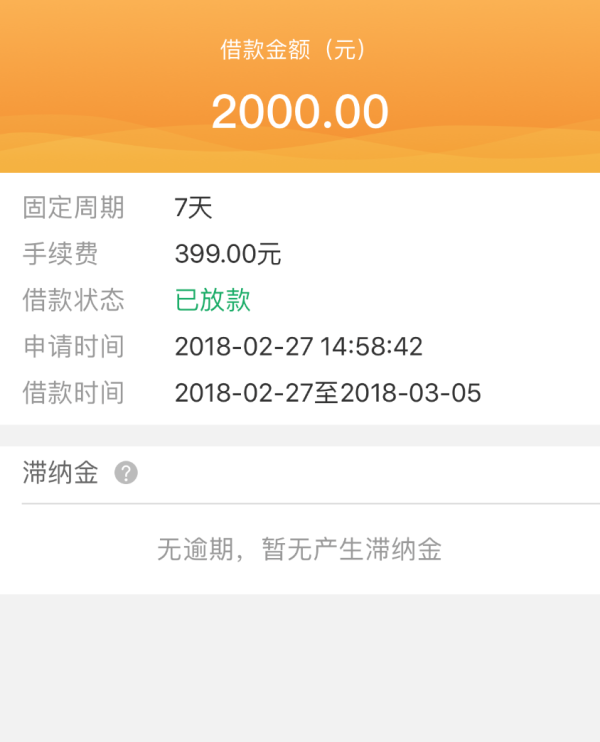 借款金额（元）
2000.00
固定周期 7天
手续费 399.00元
借款状态 已放款
申请时间 2018-02-27 14:58:42
借款时间 2018-02-27至2018-03-05
滞纳金 ?
无逾期，暂无产生滞纳金